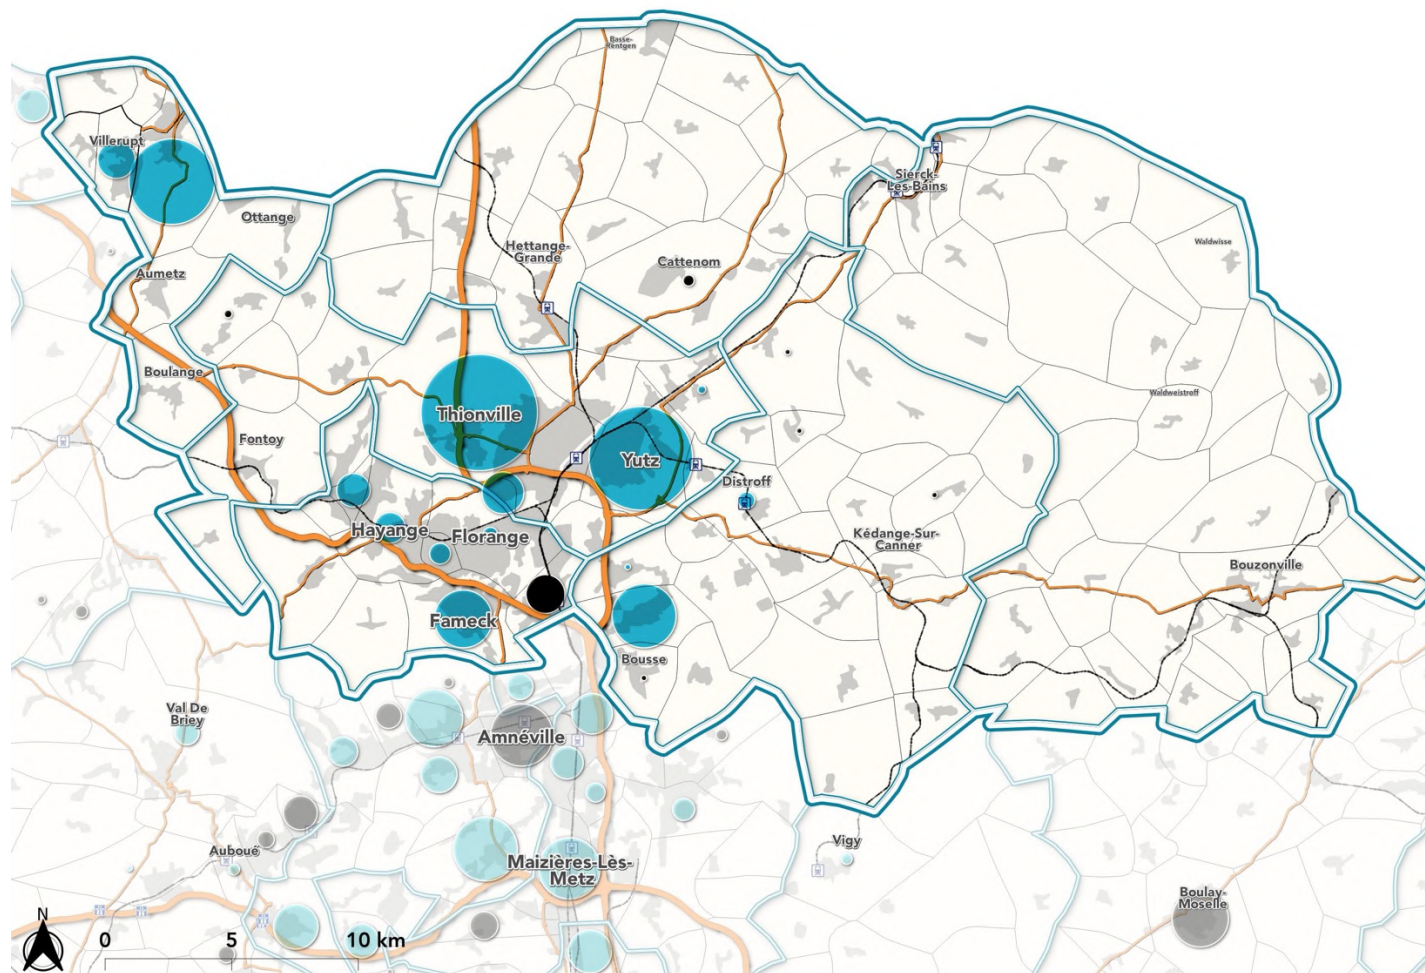 Basse-
Rentgen
Villerupt
Sierck-
Les-Bains
Ottange
Waldwisse
Hettange-
Grande
Cattenom
Aumetz
Boulange
Waldweistroff
Thionville
Fontoy
Yutz
Distroff
Hayange
Florange
Kédange-Sur-
Canner
Bouzonville
Fameck
Bousse
Val De
Briey
Amnéville
Vigy
Auboué
Maizières-Lès-
Metz
Boulay-
Moselle
N
0 5 10 km